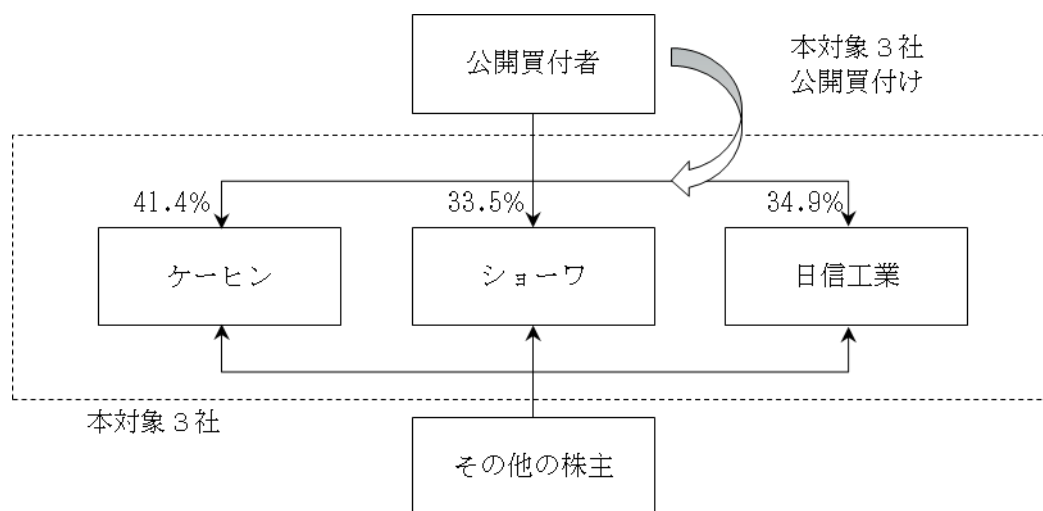 公開買付者
本対象３社
公開買付け
41.4%
33.5%
34.9%
ケーヒン
ショーワ
日信工業
本対象３社
その他の株主